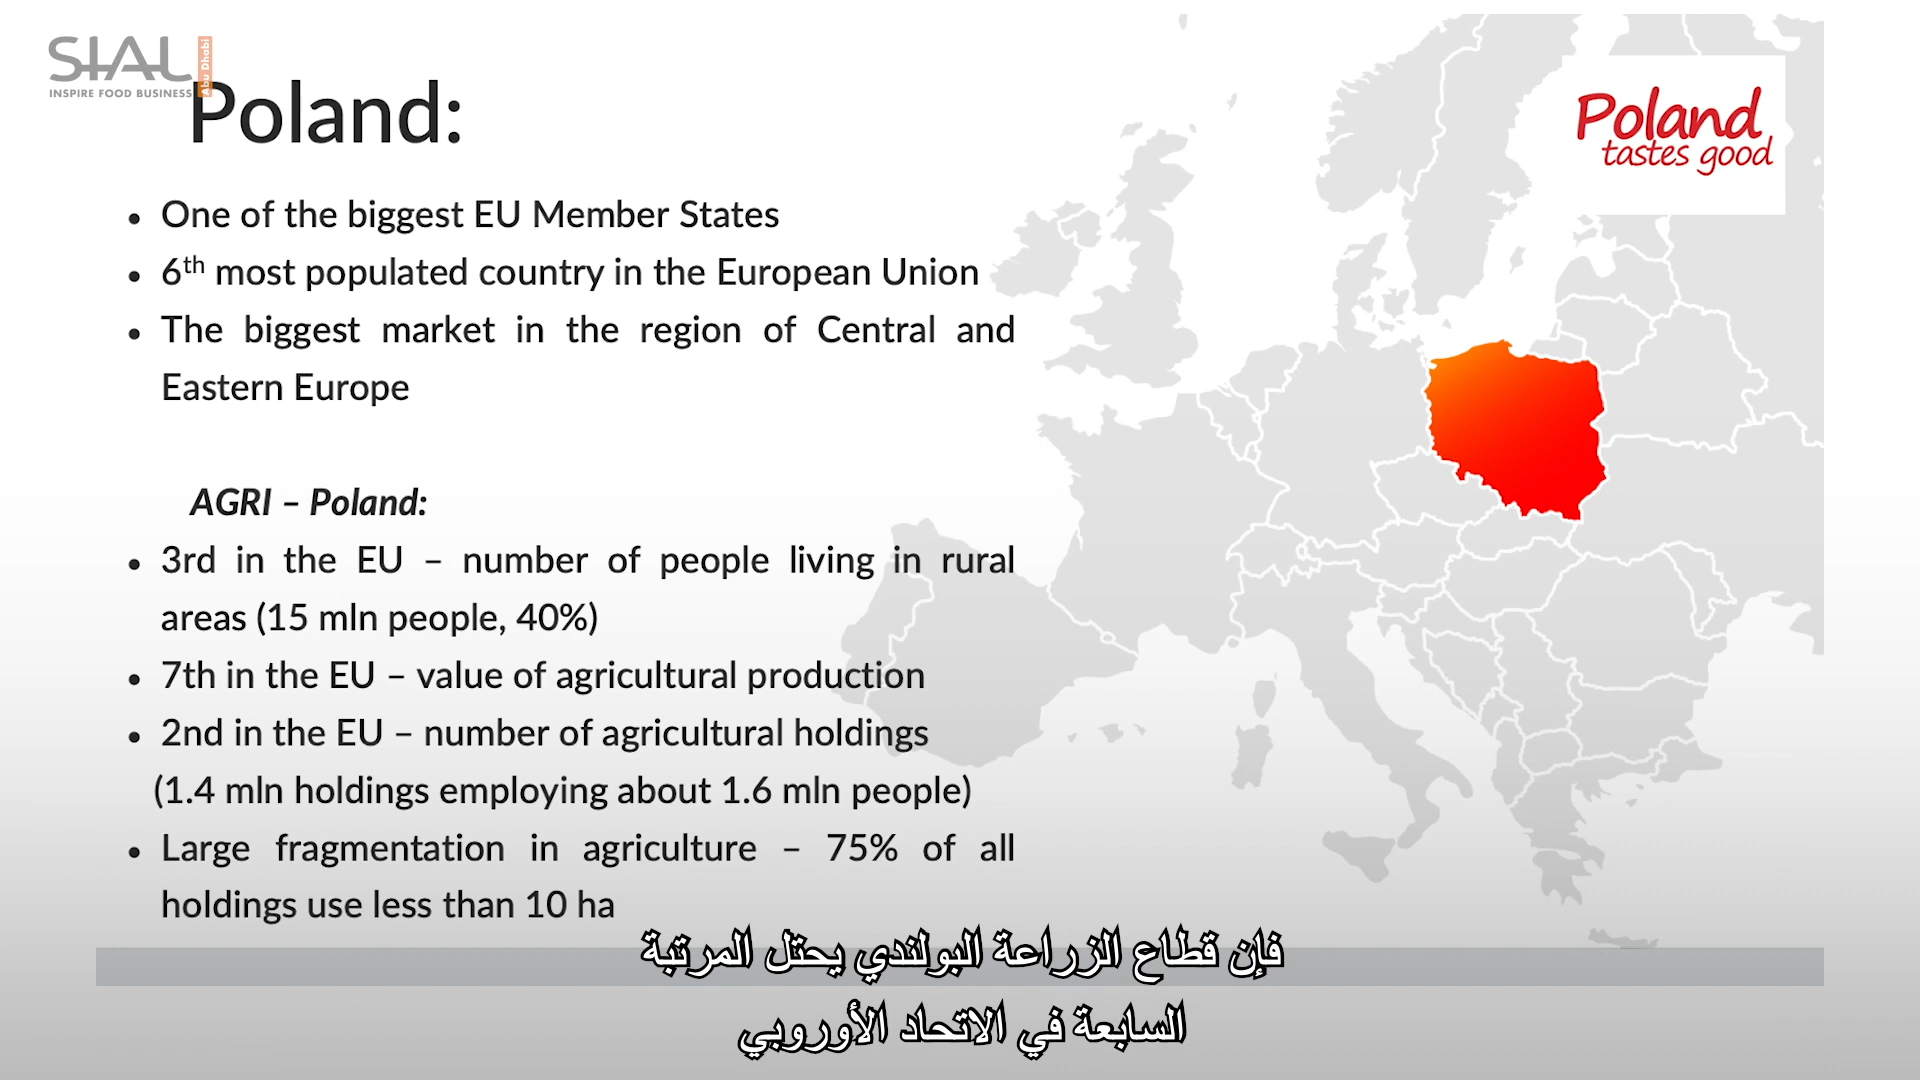 SIAL
Abu Dhabi
INSPIRE FOOD BUSINESS
Poland:
Poland
tastes good
• One of the biggest EU Member States
• 6th most populated country in the European Union
• The biggest market in the region of Central and
Eastern Europe
AGRI – Poland:
• 3rd in the EU – number of people living in rural
areas (15 mln people, 40%)
• 7th in the EU – value of agricultural production
• 2nd in the EU – number of agricultural holdings
(1.4 mln holdings employing about 1.6 mln people)
• Large fragmentation in agriculture – 75% of all
holdings use less than 10 ha
فإن قطاع الزراعة البولندي يحتل المرتبة
السابعة في الاتحاد الأوروبي